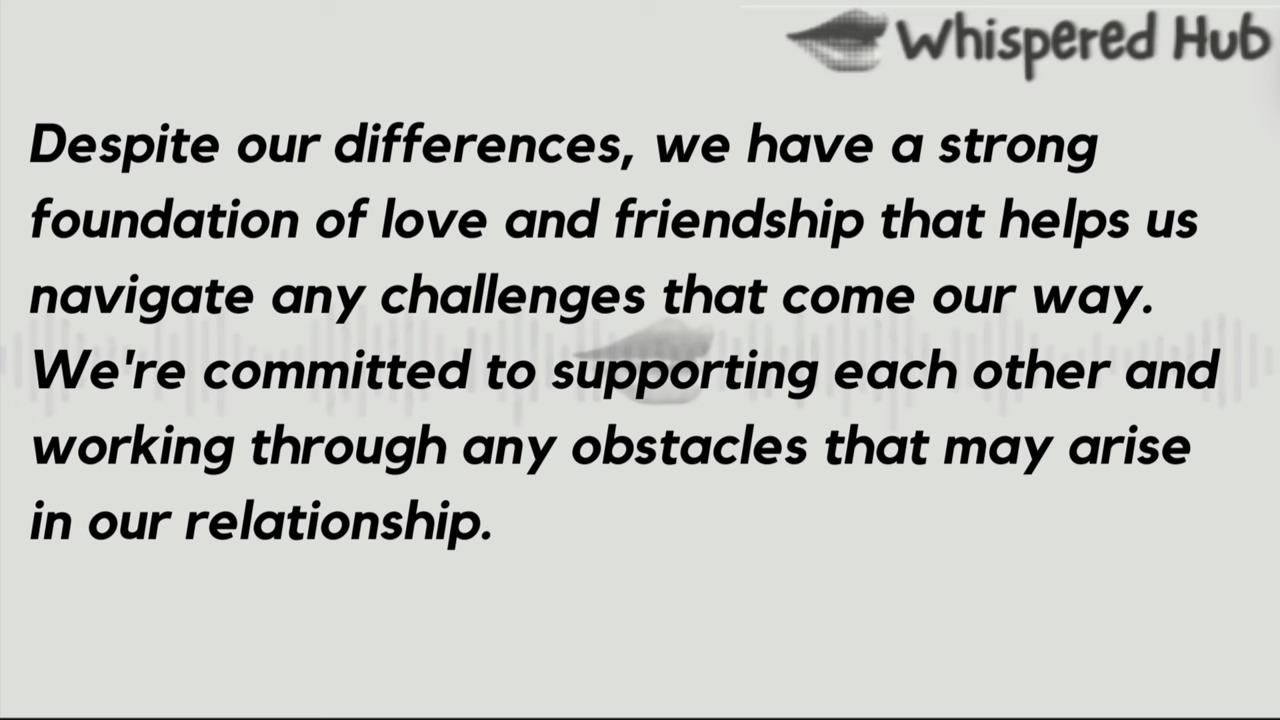 Whispered Hub
Despite our differences, we have a strong
foundation of love and friendship that helps us
navigate any challenges that come our way.
We're committed to supporting each other and
working through any obstacles that may arise
in our relationship.